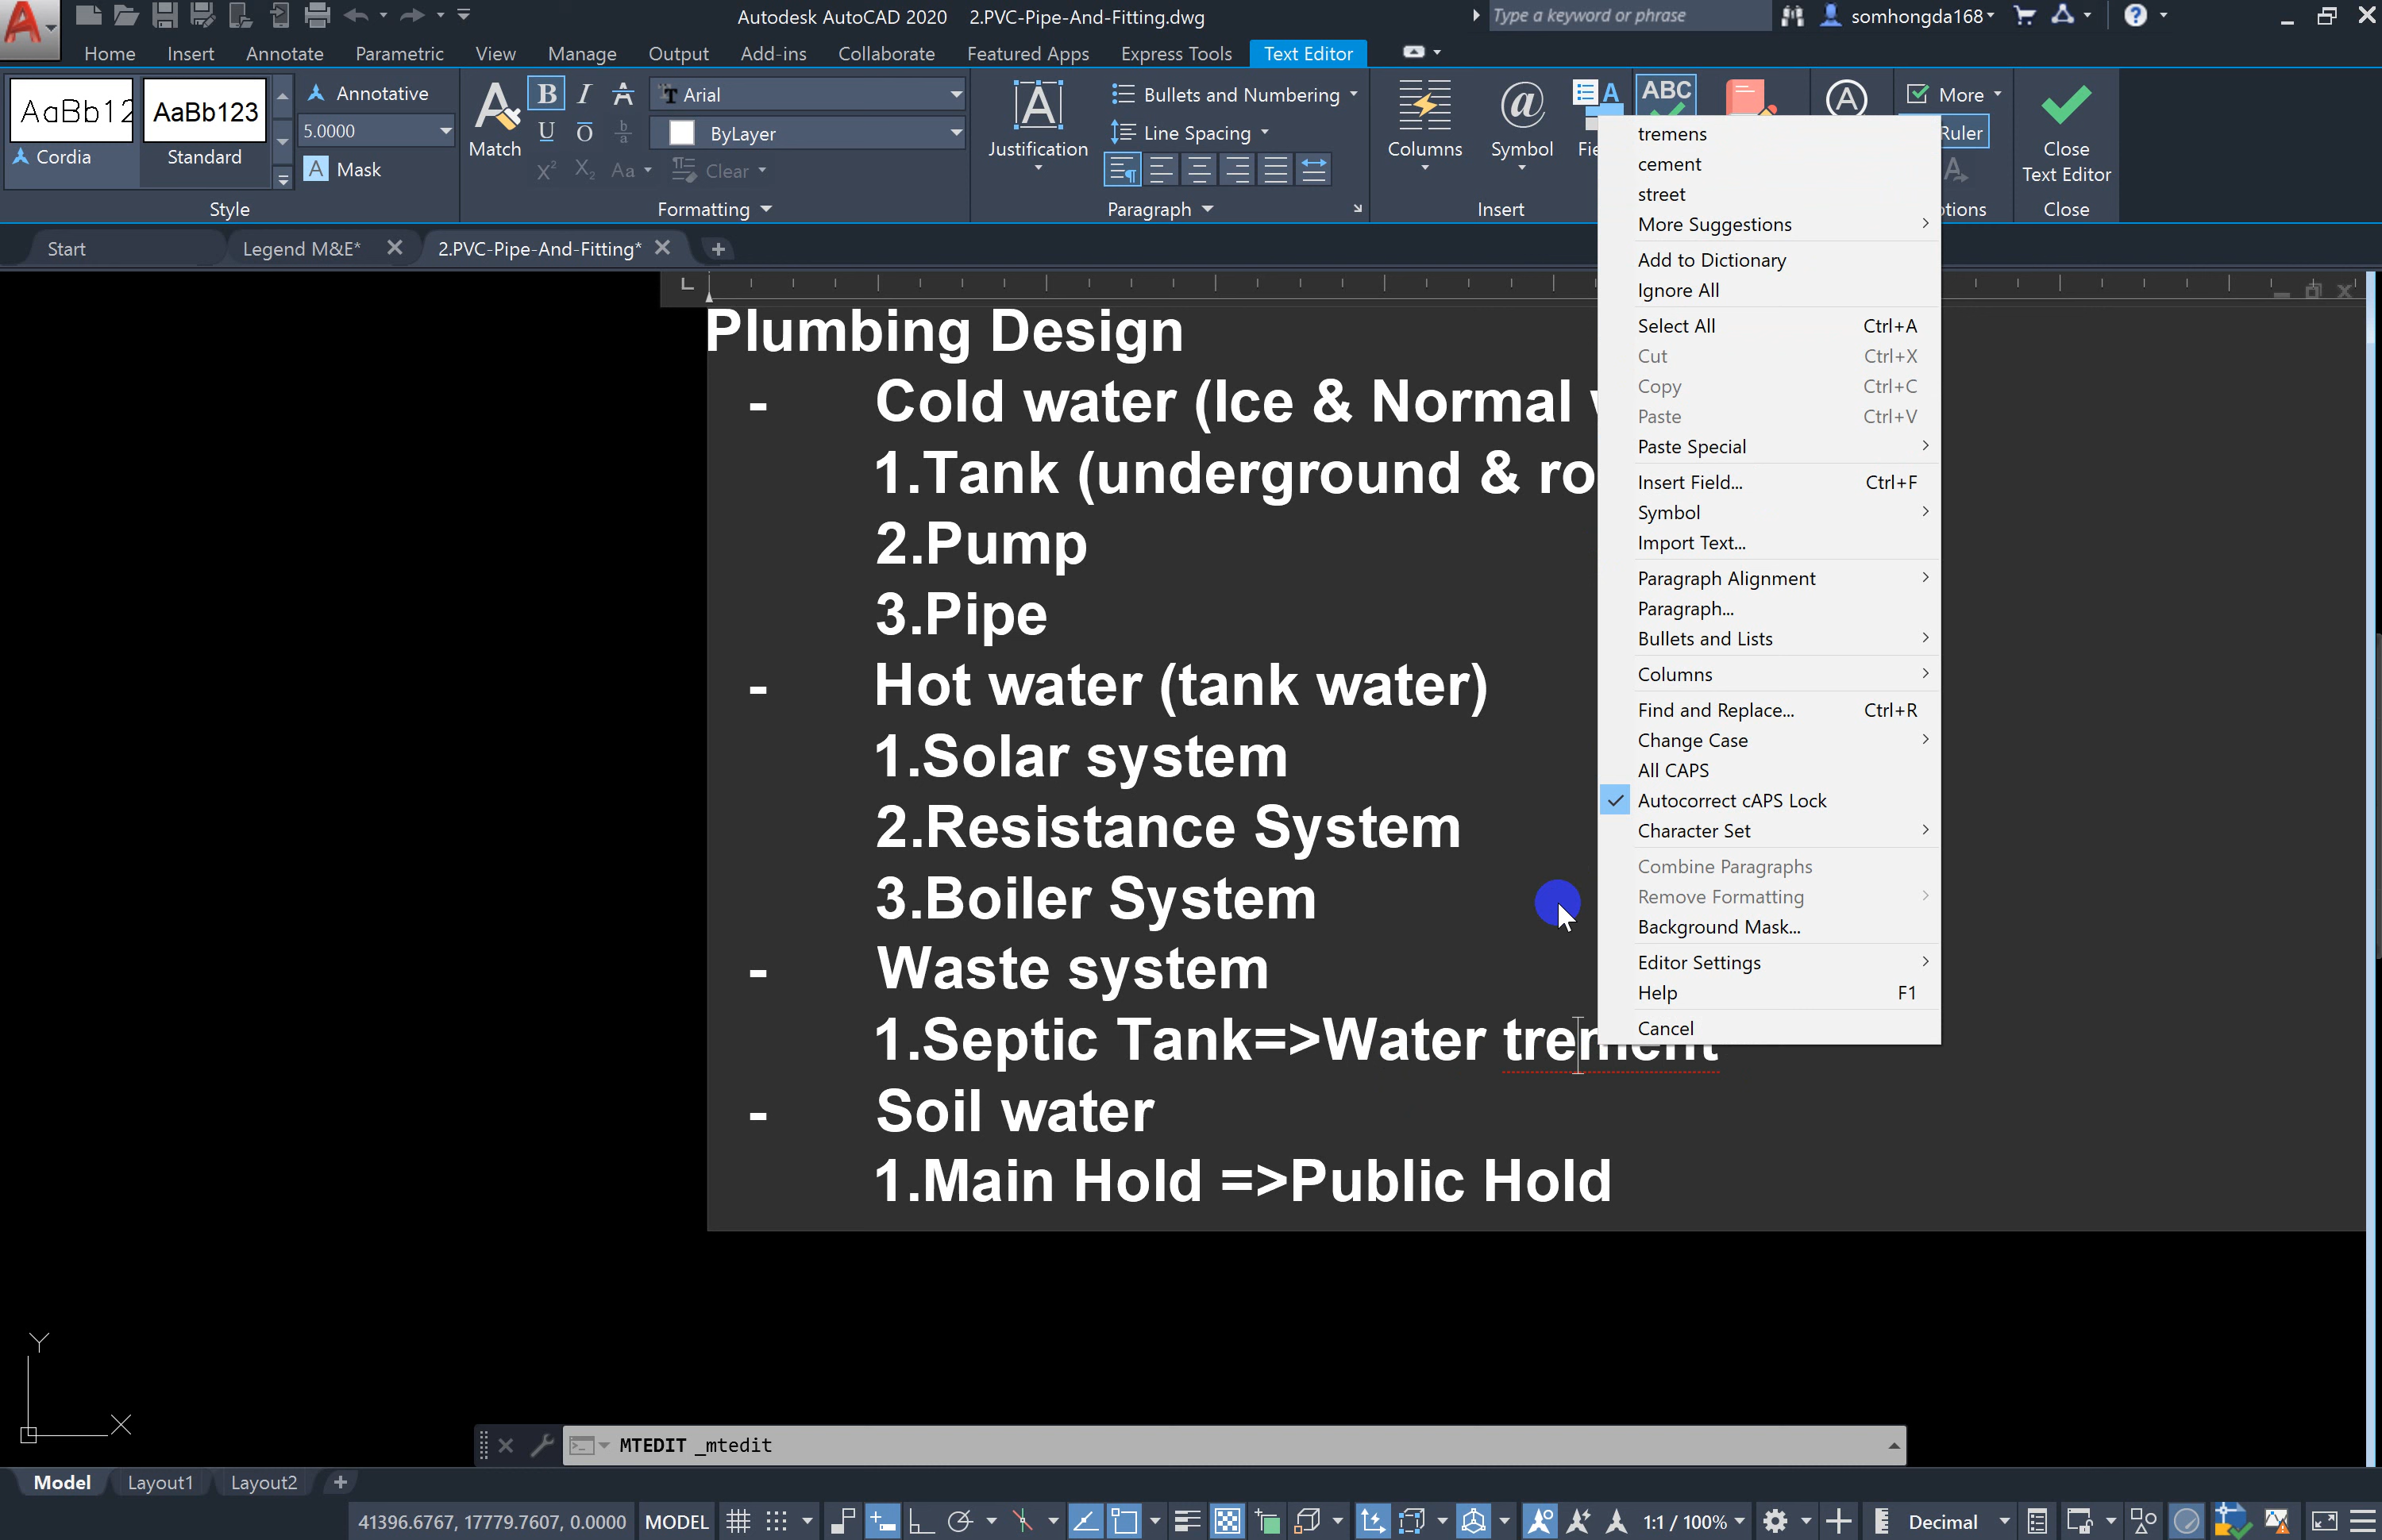 Autodesk AutoCAD 2020 2.PVC-Pipe-And-Fitting.dwg
Type a keyword or phrase
somhongda168
Home Insert Annotate Parametric View Manage Output Add-ins Collaborate Featured Apps Express Tools Text Editor
AaBb12 AaBb123 Annotative
Cordia Standard
5.0000
Mask
Style
Match
B I A
Arial
U O b/a
ByLayer
X² X₂ Aa Clear
Formatting
Justification
Bullets and Numbering
Line Spacing
Paragraph
Columns Symbol
Insert
ABC
More
Ruler
Close
Text Editor
Close
Start Legend M&E* 2.PVC-Pipe-And-Fitting*
Plumbing Design
- Cold water (Ice & Normal
1.Tank (underground & ro
2.Pump
3.Pipe
- Hot water (tank water)
1.Solar system
2.Resistance System
3.Boiler System
- Waste system
1.Septic Tank=>Water trement
- Soil water
1.Main Hold =>Public Hold
tremens
cement
street
More Suggestions
Add to Dictionary
Ignore All
Select All Ctrl+A
Cut Ctrl+X
Copy Ctrl+C
Paste Ctrl+V
Paste Special
Insert Field... Ctrl+F
Symbol
Import Text...
Paragraph Alignment
Paragraph...
Bullets and Lists
Columns
Find and Replace... Ctrl+R
Change Case
All CAPS
Autocorrect cAPS Lock
Character Set
Combine Paragraphs
Remove Formatting
Background Mask...
Editor Settings
Help F1
Cancel
Y
X
MTEDIT _mtedit
Model Layout1 Layout2
41396.6767, 17779.7607, 0.0000 MODEL 1:1 / 100% Decimal